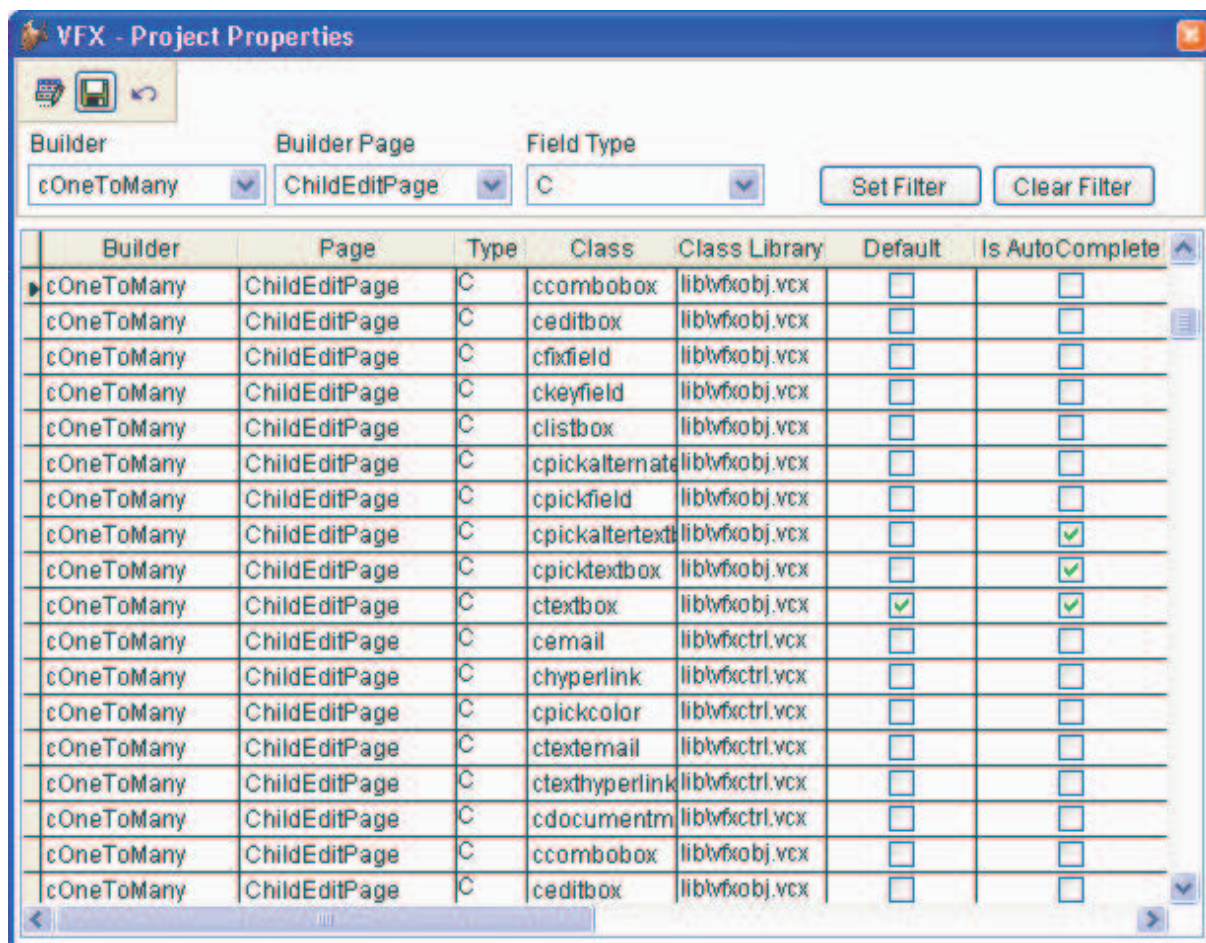 VFX - Project Properties
Builder Builder Page Field Type
cOneToMany ChildEditPage C Set Filter Clear Filter
Builder Page Type Class Class Library Default Is AutoComplete
cOneToMany ChildEditPage C ccombobox lib\vfxobj.vcx
cOneToMany ChildEditPage C ceditbox lib\vfxobj.vcx
cOneToMany ChildEditPage C cfixfield lib\vfxobj.vcx
cOneToMany ChildEditPage C ckeyfield lib\vfxobj.vcx
cOneToMany ChildEditPage C clistbox lib\vfxobj.vcx
cOneToMany ChildEditPage C cpickalternate lib\vfxobj.vcx
cOneToMany ChildEditPage C cpickfield lib\vfxobj.vcx
cOneToMany ChildEditPage C cpickaltertextb lib\vfxobj.vcx
cOneToMany ChildEditPage C cpicktextbox lib\vfxobj.vcx
cOneToMany ChildEditPage C ctextbox lib\vfxobj.vcx
cOneToMany ChildEditPage C cemail lib\vfxctrl.vcx
cOneToMany ChildEditPage C chyperlink lib\vfxctrl.vcx
cOneToMany ChildEditPage C cpickcolor lib\vfxctrl.vcx
cOneToMany ChildEditPage C ctextemail lib\vfxctrl.vcx
cOneToMany ChildEditPage C ctexthyperlink lib\vfxctrl.vcx
cOneToMany ChildEditPage C cdocumentm lib\vfxctrl.vcx
cOneToMany ChildEditPage C ccombobox lib\vfxobj.vcx
cOneToMany ChildEditPage C ceditbox lib\vfxobj.vcx